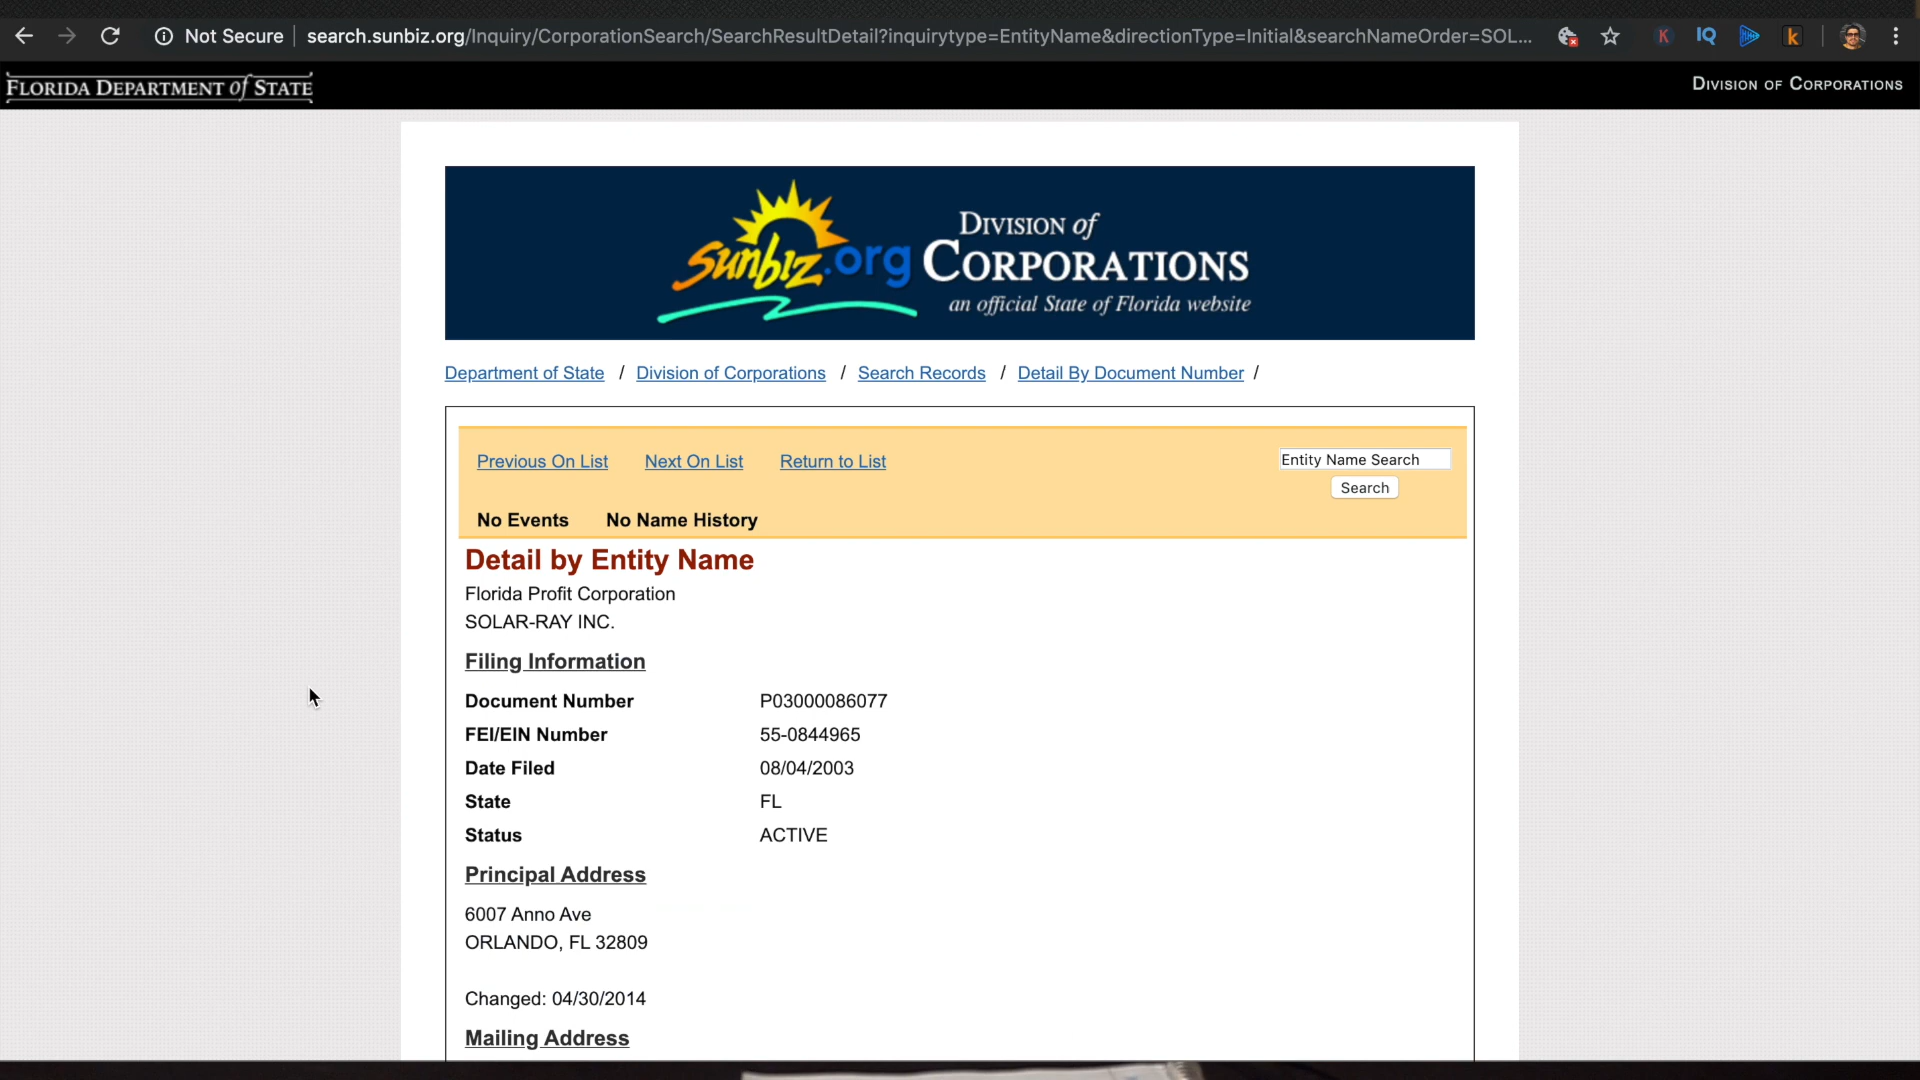 Not Secure
search.sunbiz.org/Inquiry/CorporationSearch/SearchResultDetail?inquirytype=EntityName&directionType=Initial&searchNameOrder=SOL...
K
IQ
k
FLORIDA DEPARTMENT of STATE
DIVISION OF CORPORATIONS
sunbiz.org
DIVISION of
CORPORATIONS
an official State of Florida website
Department of State / Division of Corporations / Search Records / Detail By Document Number /
Previous On List Next On List Return to List
Entity Name Search
Search
No Events No Name History
Detail by Entity Name
Florida Profit Corporation
SOLAR-RAY INC.
Filing Information
Document Number P03000086077
FEI/EIN Number 55-0844965
Date Filed 08/04/2003
State FL
Status ACTIVE
Principal Address
6007 Anno Ave
ORLANDO, FL 32809
Changed: 04/30/2014
Mailing Address